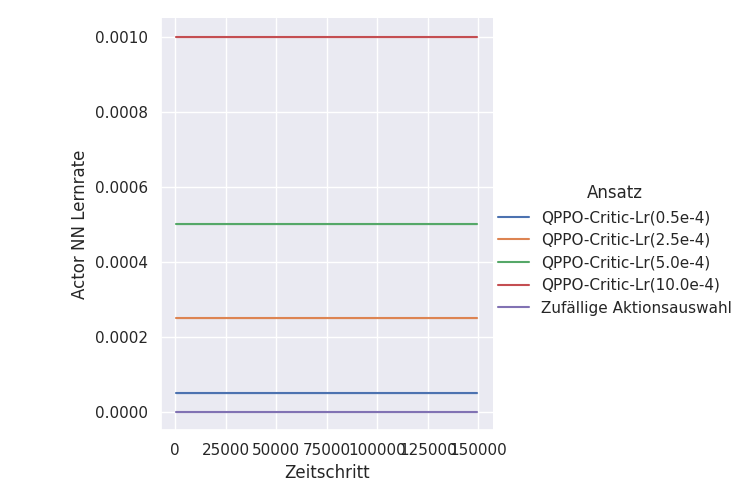 0.0010
0.0008
0.0006
0.0004
0.0002
0.0000
Actor NN Lernrate
0 25000 50000 75000 100000 125000 150000
Zeitschritt
Ansatz
QPPO-Critic-Lr(0.5e-4)
QPPO-Critic-Lr(2.5e-4)
QPPO-Critic-Lr(5.0e-4)
QPPO-Critic-Lr(10.0e-4)
Zufällige Aktionsauswahl